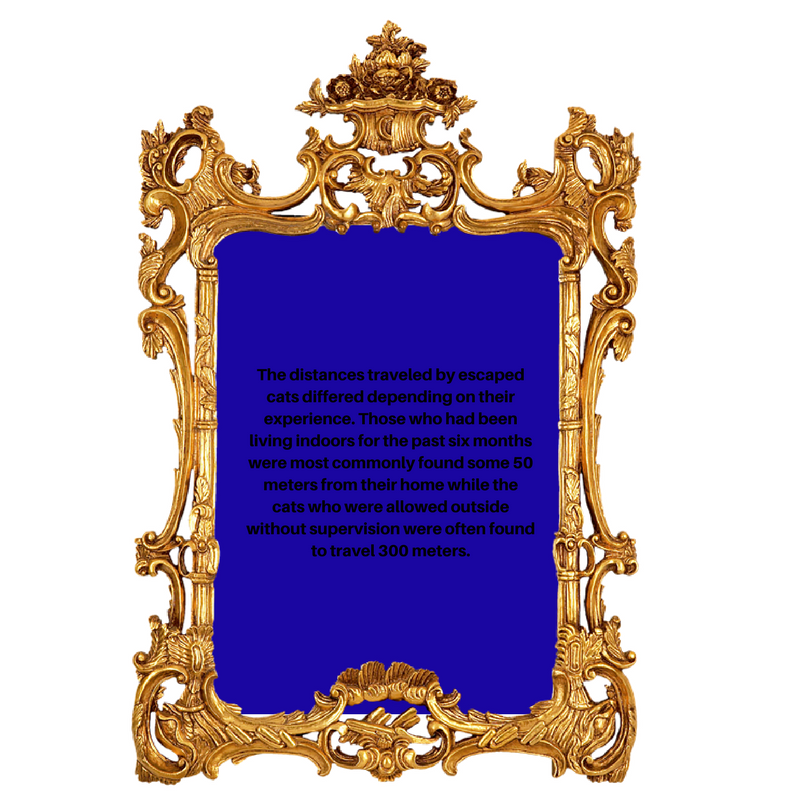 The distances traveled by escaped
cats differed depending on their
experience. Those who had been
living indoors for the past six months
were most commonly found some 50
meters from their home while the
cats who were allowed outside
without supervision were often found
to travel 300 meters.